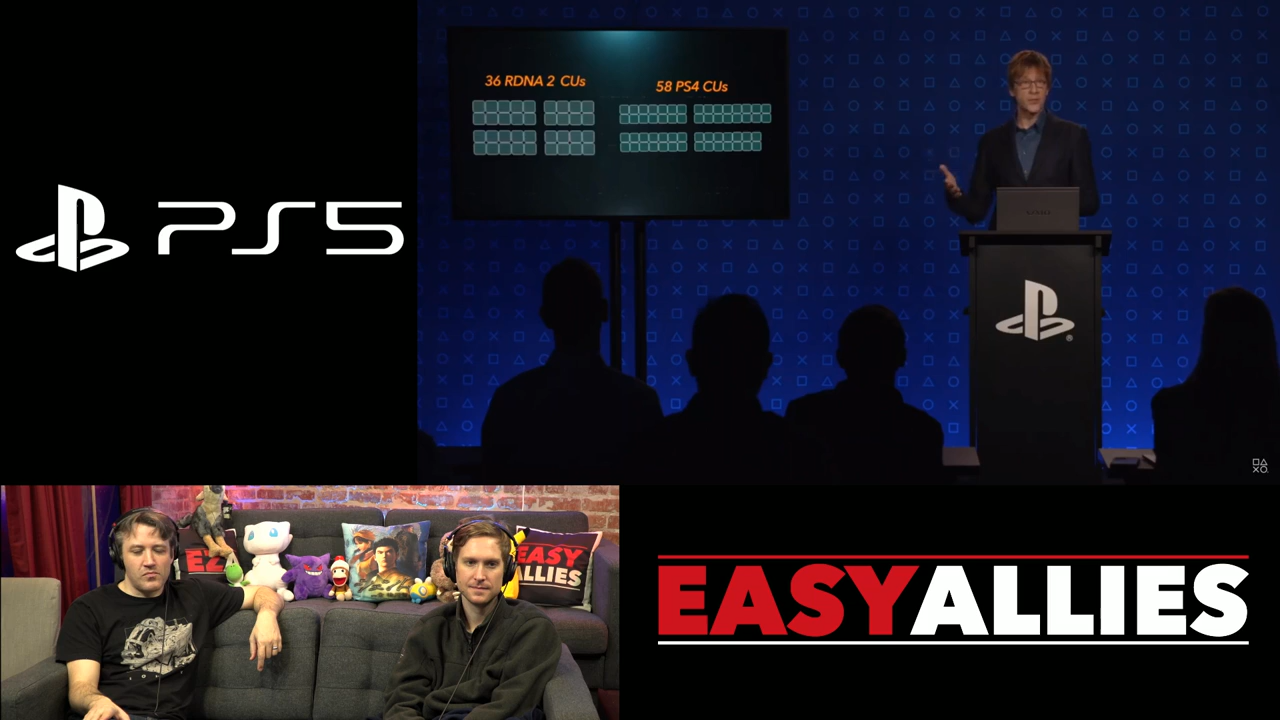 PS5
36 RDNA 2 CUs
58 PS4 CUs
EASY
ALLIES
EASYALLIES